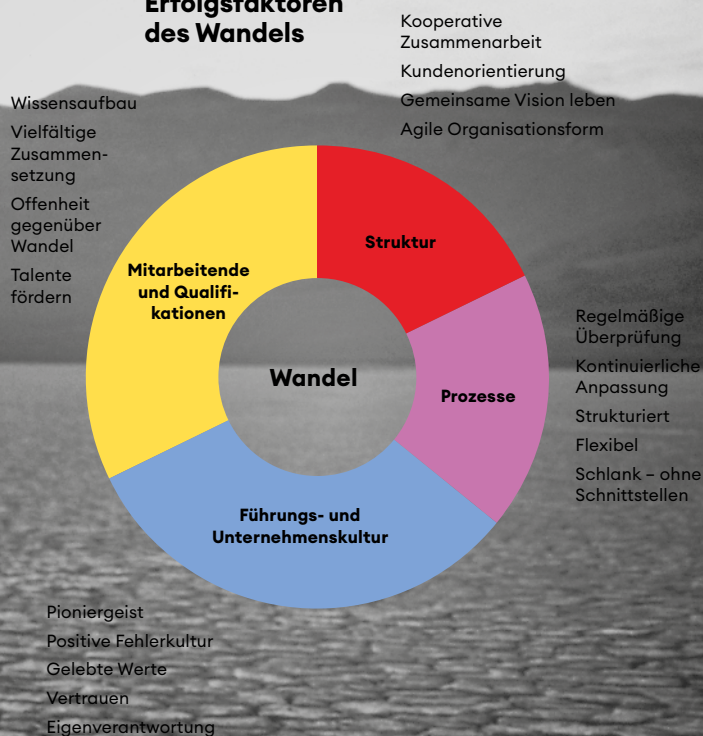 Erfolgsfaktoren
des Wandels
Kooperative
Zusammenarbeit
Kundenorientierung
Gemeinsame Vision leben
Agile Organisationsform
Wissensaufbau
Vielfältige
Zusammen-
setzung
Offenheit
gegenüber
Wandel
Talente
fördern
Struktur
Mitarbeitende
und Qualifi-
kationen
Wandel
Prozesse
Regelmäßige
Überprüfung
Kontinuierliche
Anpassung
Strukturiert
Flexibel
Schlank – ohne
Schnittstellen
Führungs- und
Unternehmenskultur
Pioniergeist
Positive Fehlerkultur
Gelebte Werte
Vertrauen
Eigenverantwortung